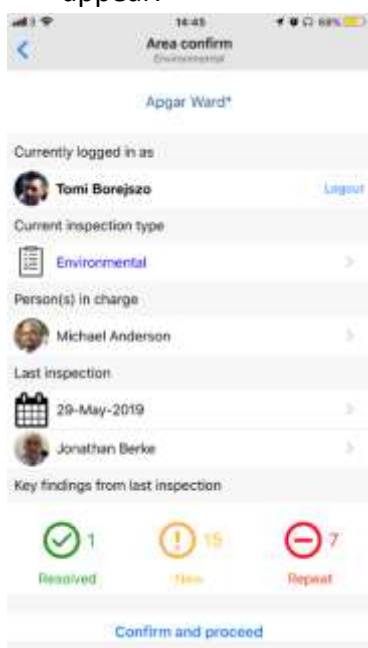 appear.
14:45
69%
Area confirm
Environmental
Apgar Ward*
Currently logged in as
Tomi Borejszo
Logout
Current inspection type
Environmental
Person(s) in charge
Michael Anderson
Last inspection
29-May-2019
Jonathan Berke
Key findings from last inspection
1
15
7
Resolved
New
Repeat
Confirm and proceed